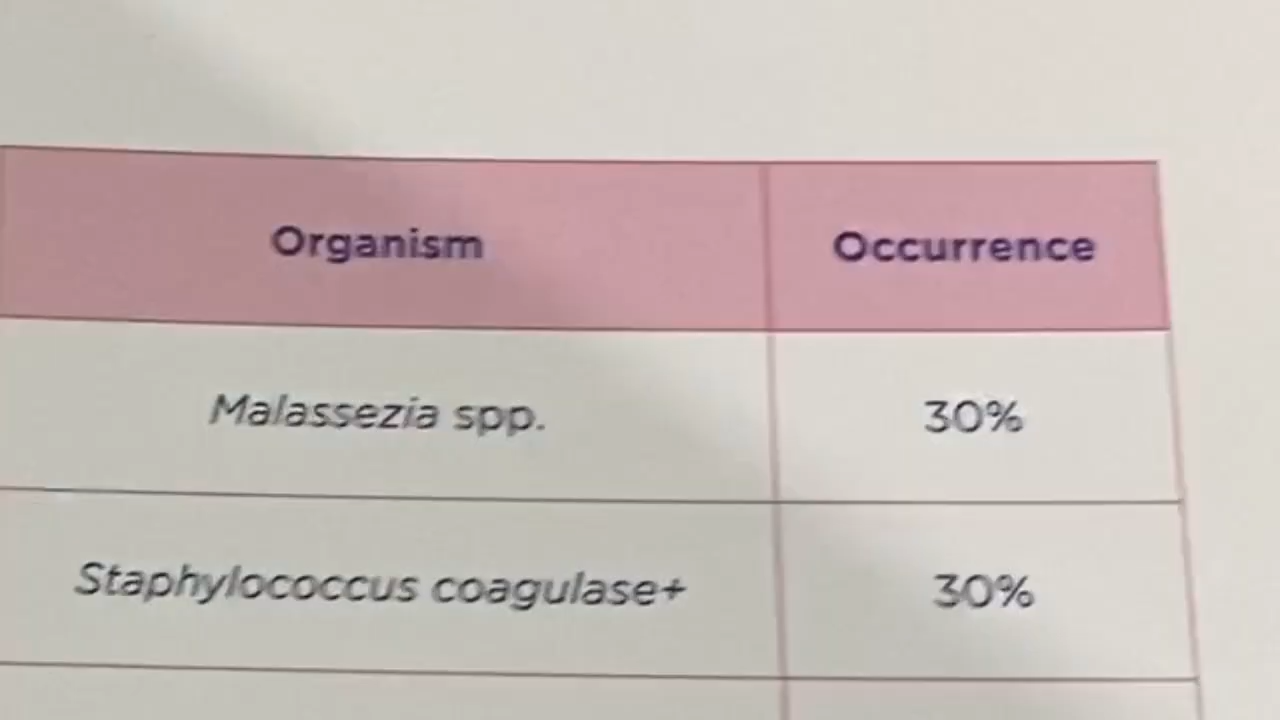 Organism Occurrence
Malassezia spp. 30%
Staphylococcus coagulase+ 30%